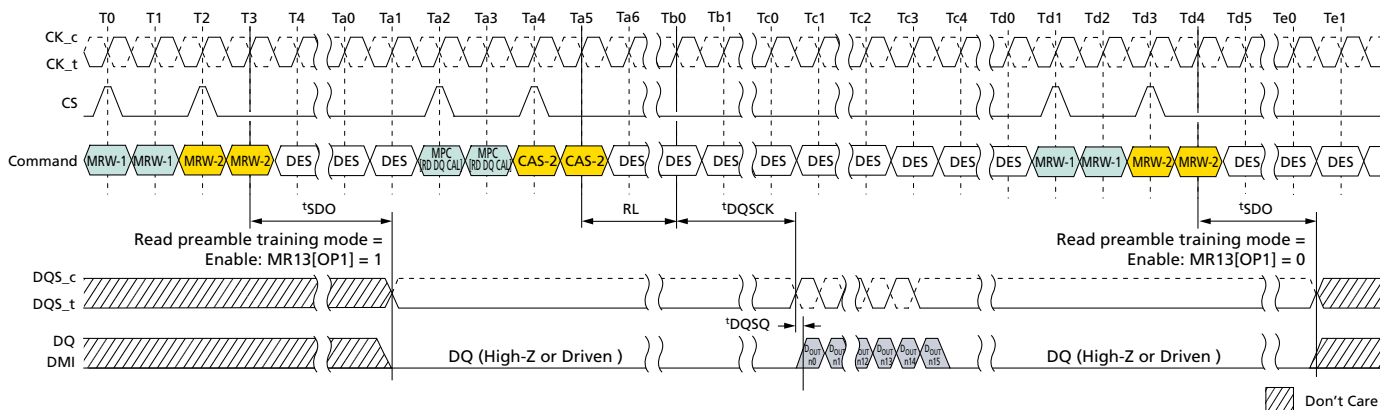 T0 T1 T2 T3 T4 Ta0 Ta1 Ta2 Ta3 Ta4 Ta5 Ta6 Tb0 Tb1 Tc0 Tc1 Tc2 Tc3 Tc4 Td0 Td1 Td2 Td3 Td4 Td5 Te0 Te1
CK_c
CK_t
CS
Command MRW-1 MRW-1 MRW-2 MRW-2 DES DES DES MPC [RD DQ CAL] MPC [RD DQ CAL] CAS-2 CAS-2 DES DES DES DES DES DES DES DES DES MRW-1 MRW-1 MRW-2 MRW-2 DES DES DES
tSDO RL tDQSCK tSDO
Read preamble training mode =
Enable: MR13[OP1] = 1
Read preamble training mode =
Enable: MR13[OP1] = 0
DQS_c
DQS_t
tDQSQ
DQ
DMI
DQ (High-Z or Driven )
DOUT n0 DOUT n1 DOUT n12 DOUT n13 DOUT n14 DOUT n15
DQ (High-Z or Driven )
Don't Care